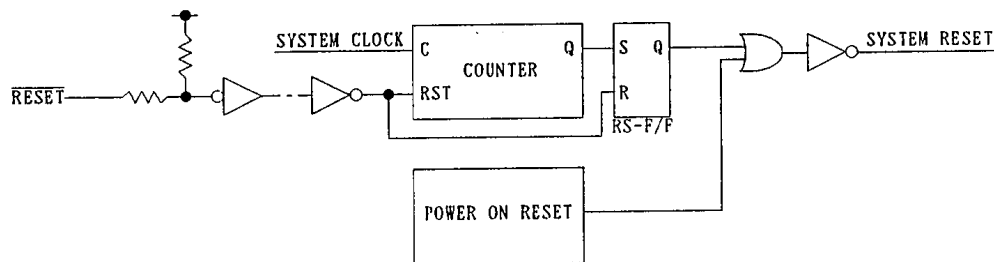 SYSTEM CLOCK
C
Q
COUNTER
RST
S
Q
R
RS-F/F
SYSTEM RESET
RESET
POWER ON RESET